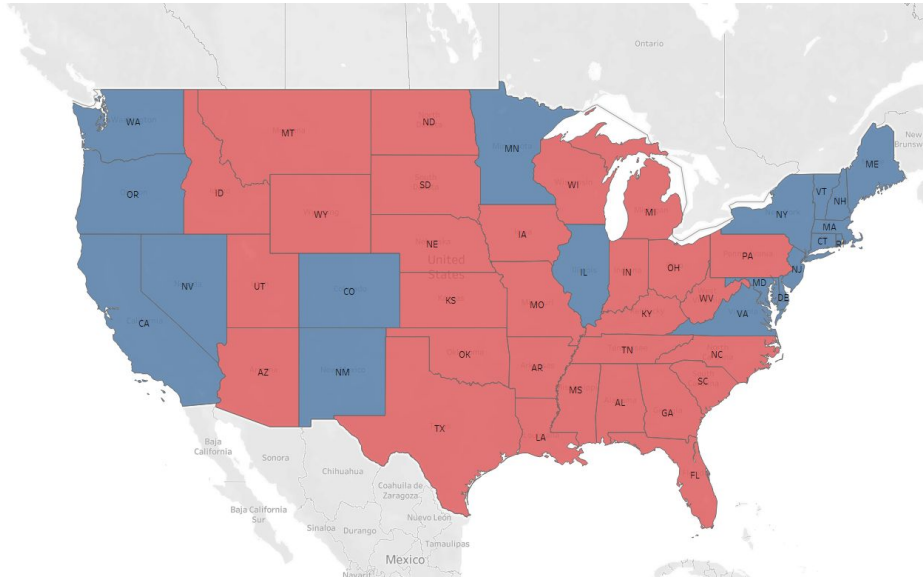 Ontario
New
Brunsw
WA
MT
ND
MN
ME
OR
ID
SD
WI
VT
NH
WY
MI
NY
MA
CT
RI
NE
IA
PA
NJ
NV
UT
United
States
IL
IN
OH
MD
DE
CO
KS
MO
WV
VA
CA
KY
OK
TN
NC
AZ
NM
AR
SC
MS
AL
GA
TX
LA
FL
Baja
California
Sonora
Chihuahua
Coahuila de
Zaragoza
Baja California
Sur
Sinaloa
Durango
Nuevo León
Tamaulipas
Mexico
Nayarit